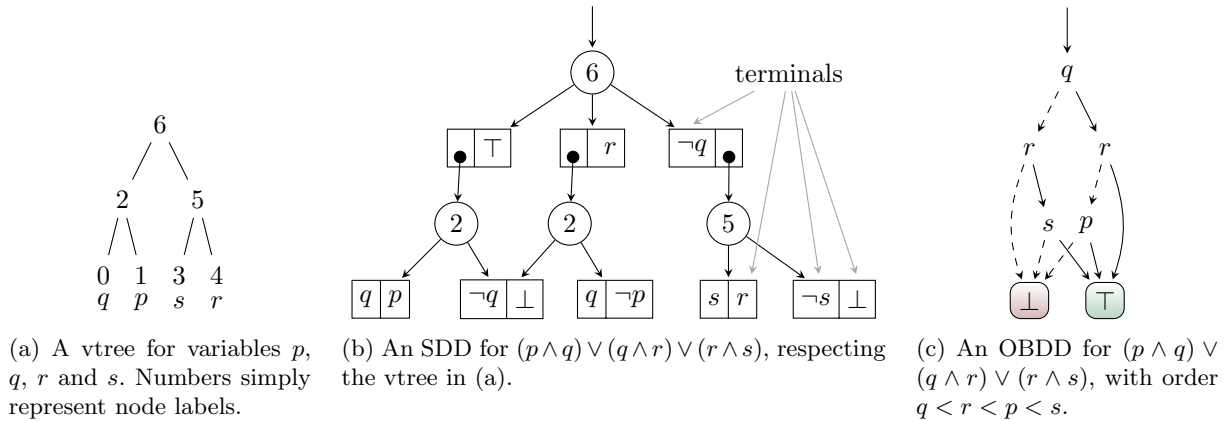 6
2 5
0 1 3 4
q p s r
(a) A vtree for variables p,
q, r and s. Numbers simply
represent node labels.
6
terminals
⊤ r ¬q
2 2 5
q p ¬q ⊥ q ¬p s r ¬s ⊥
(b) An SDD for (p ∧ q) ∨ (q ∧ r) ∨ (r ∧ s), respecting
the vtree in (a).
q
r r
s p
⊥ ⊤
(c) An OBDD for (p ∧ q) ∨
(q ∧ r) ∨ (r ∧ s), with order
q < r < p < s.